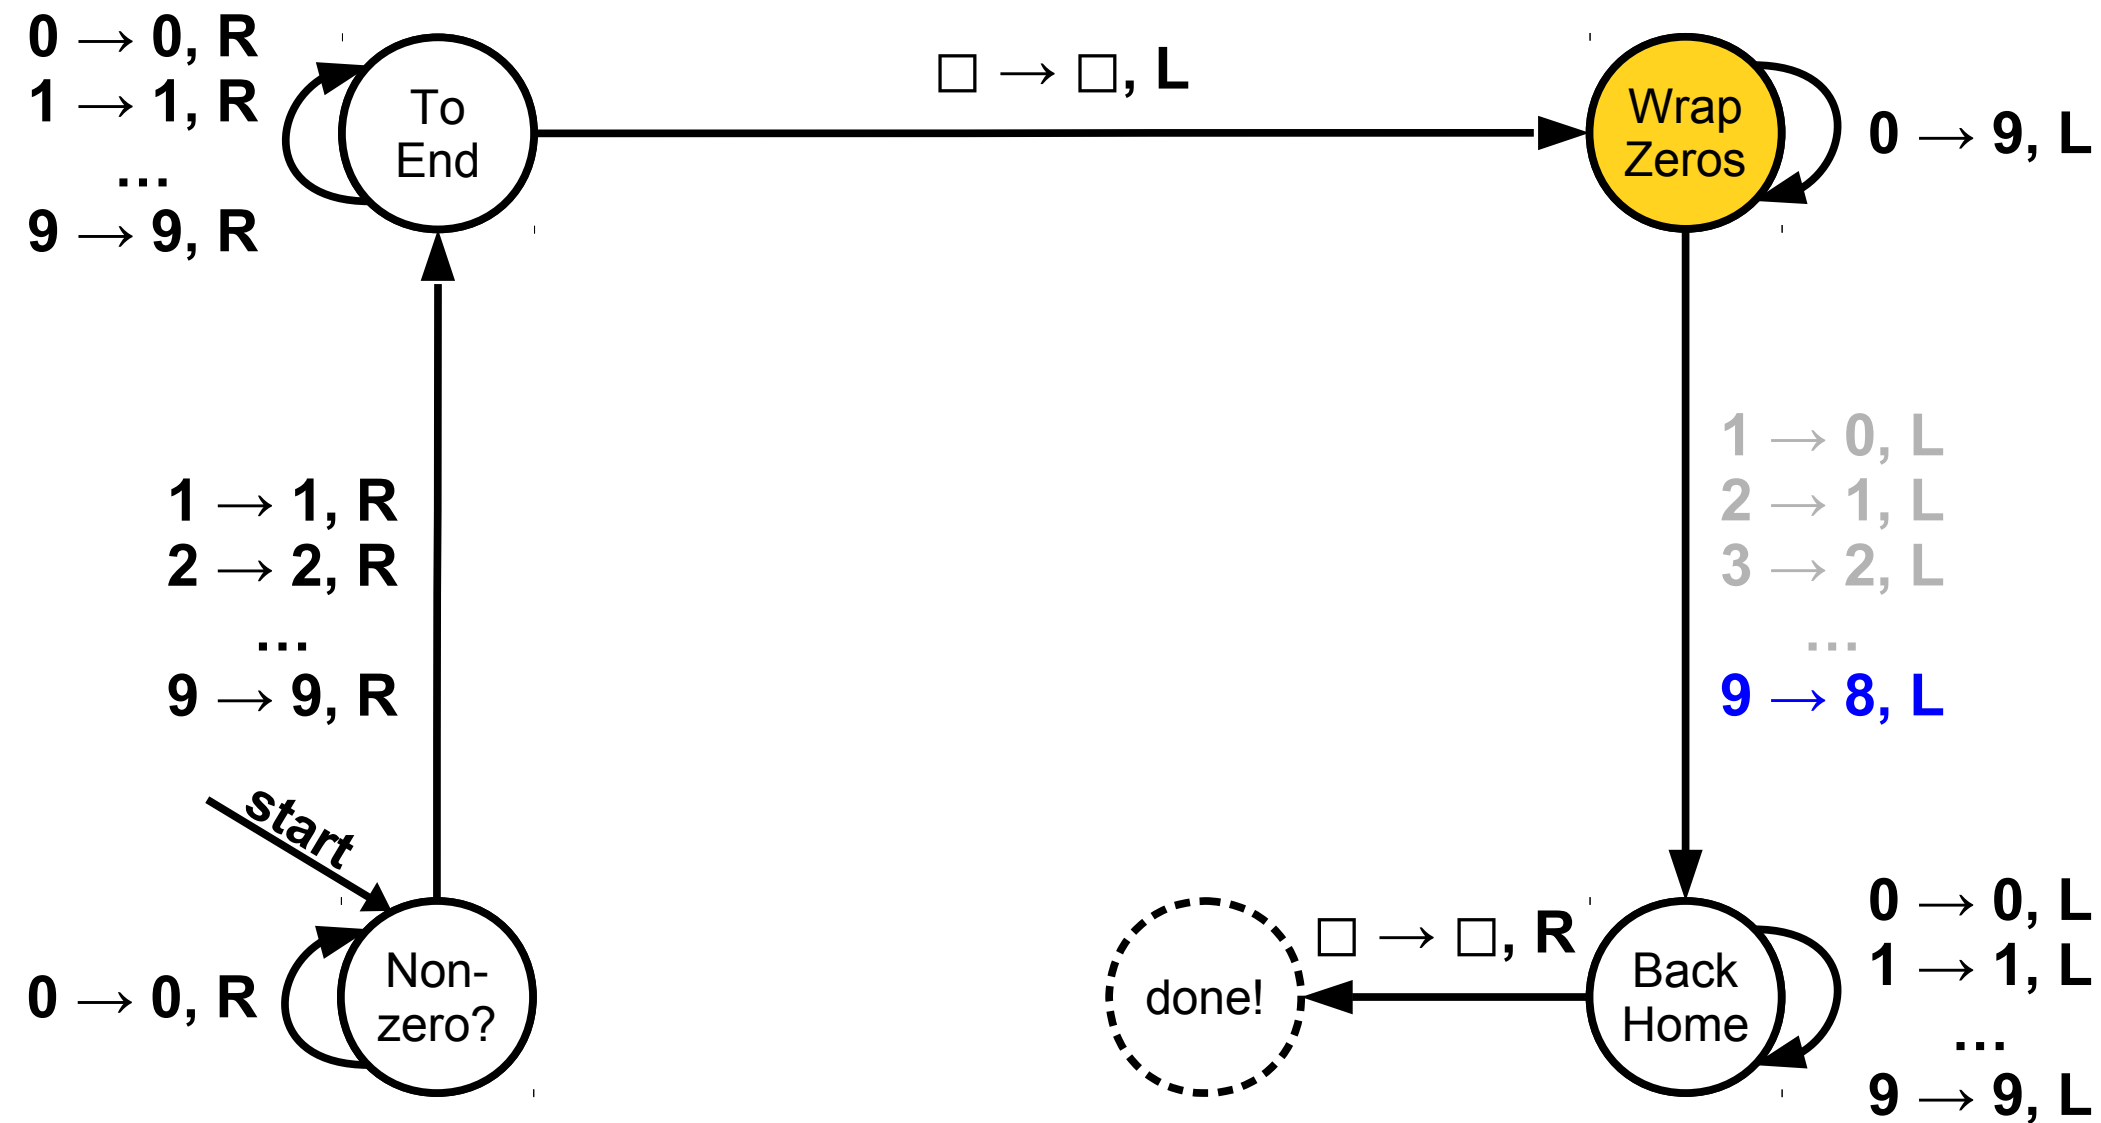 0 → 0, R
1 → 1, R
...
9 → 9, R
To
End
□ → □, L
Wrap
Zeros
0 → 9, L
1 → 1, R
2 → 2, R
...
9 → 9, R
1 → 0, L
2 → 1, L
3 → 2, L
...
9 → 8, L
start
0 → 0, R
Non-
zero?
done!
□ → □, R
Back
Home
0 → 0, L
1 → 1, L
...
9 → 9, L